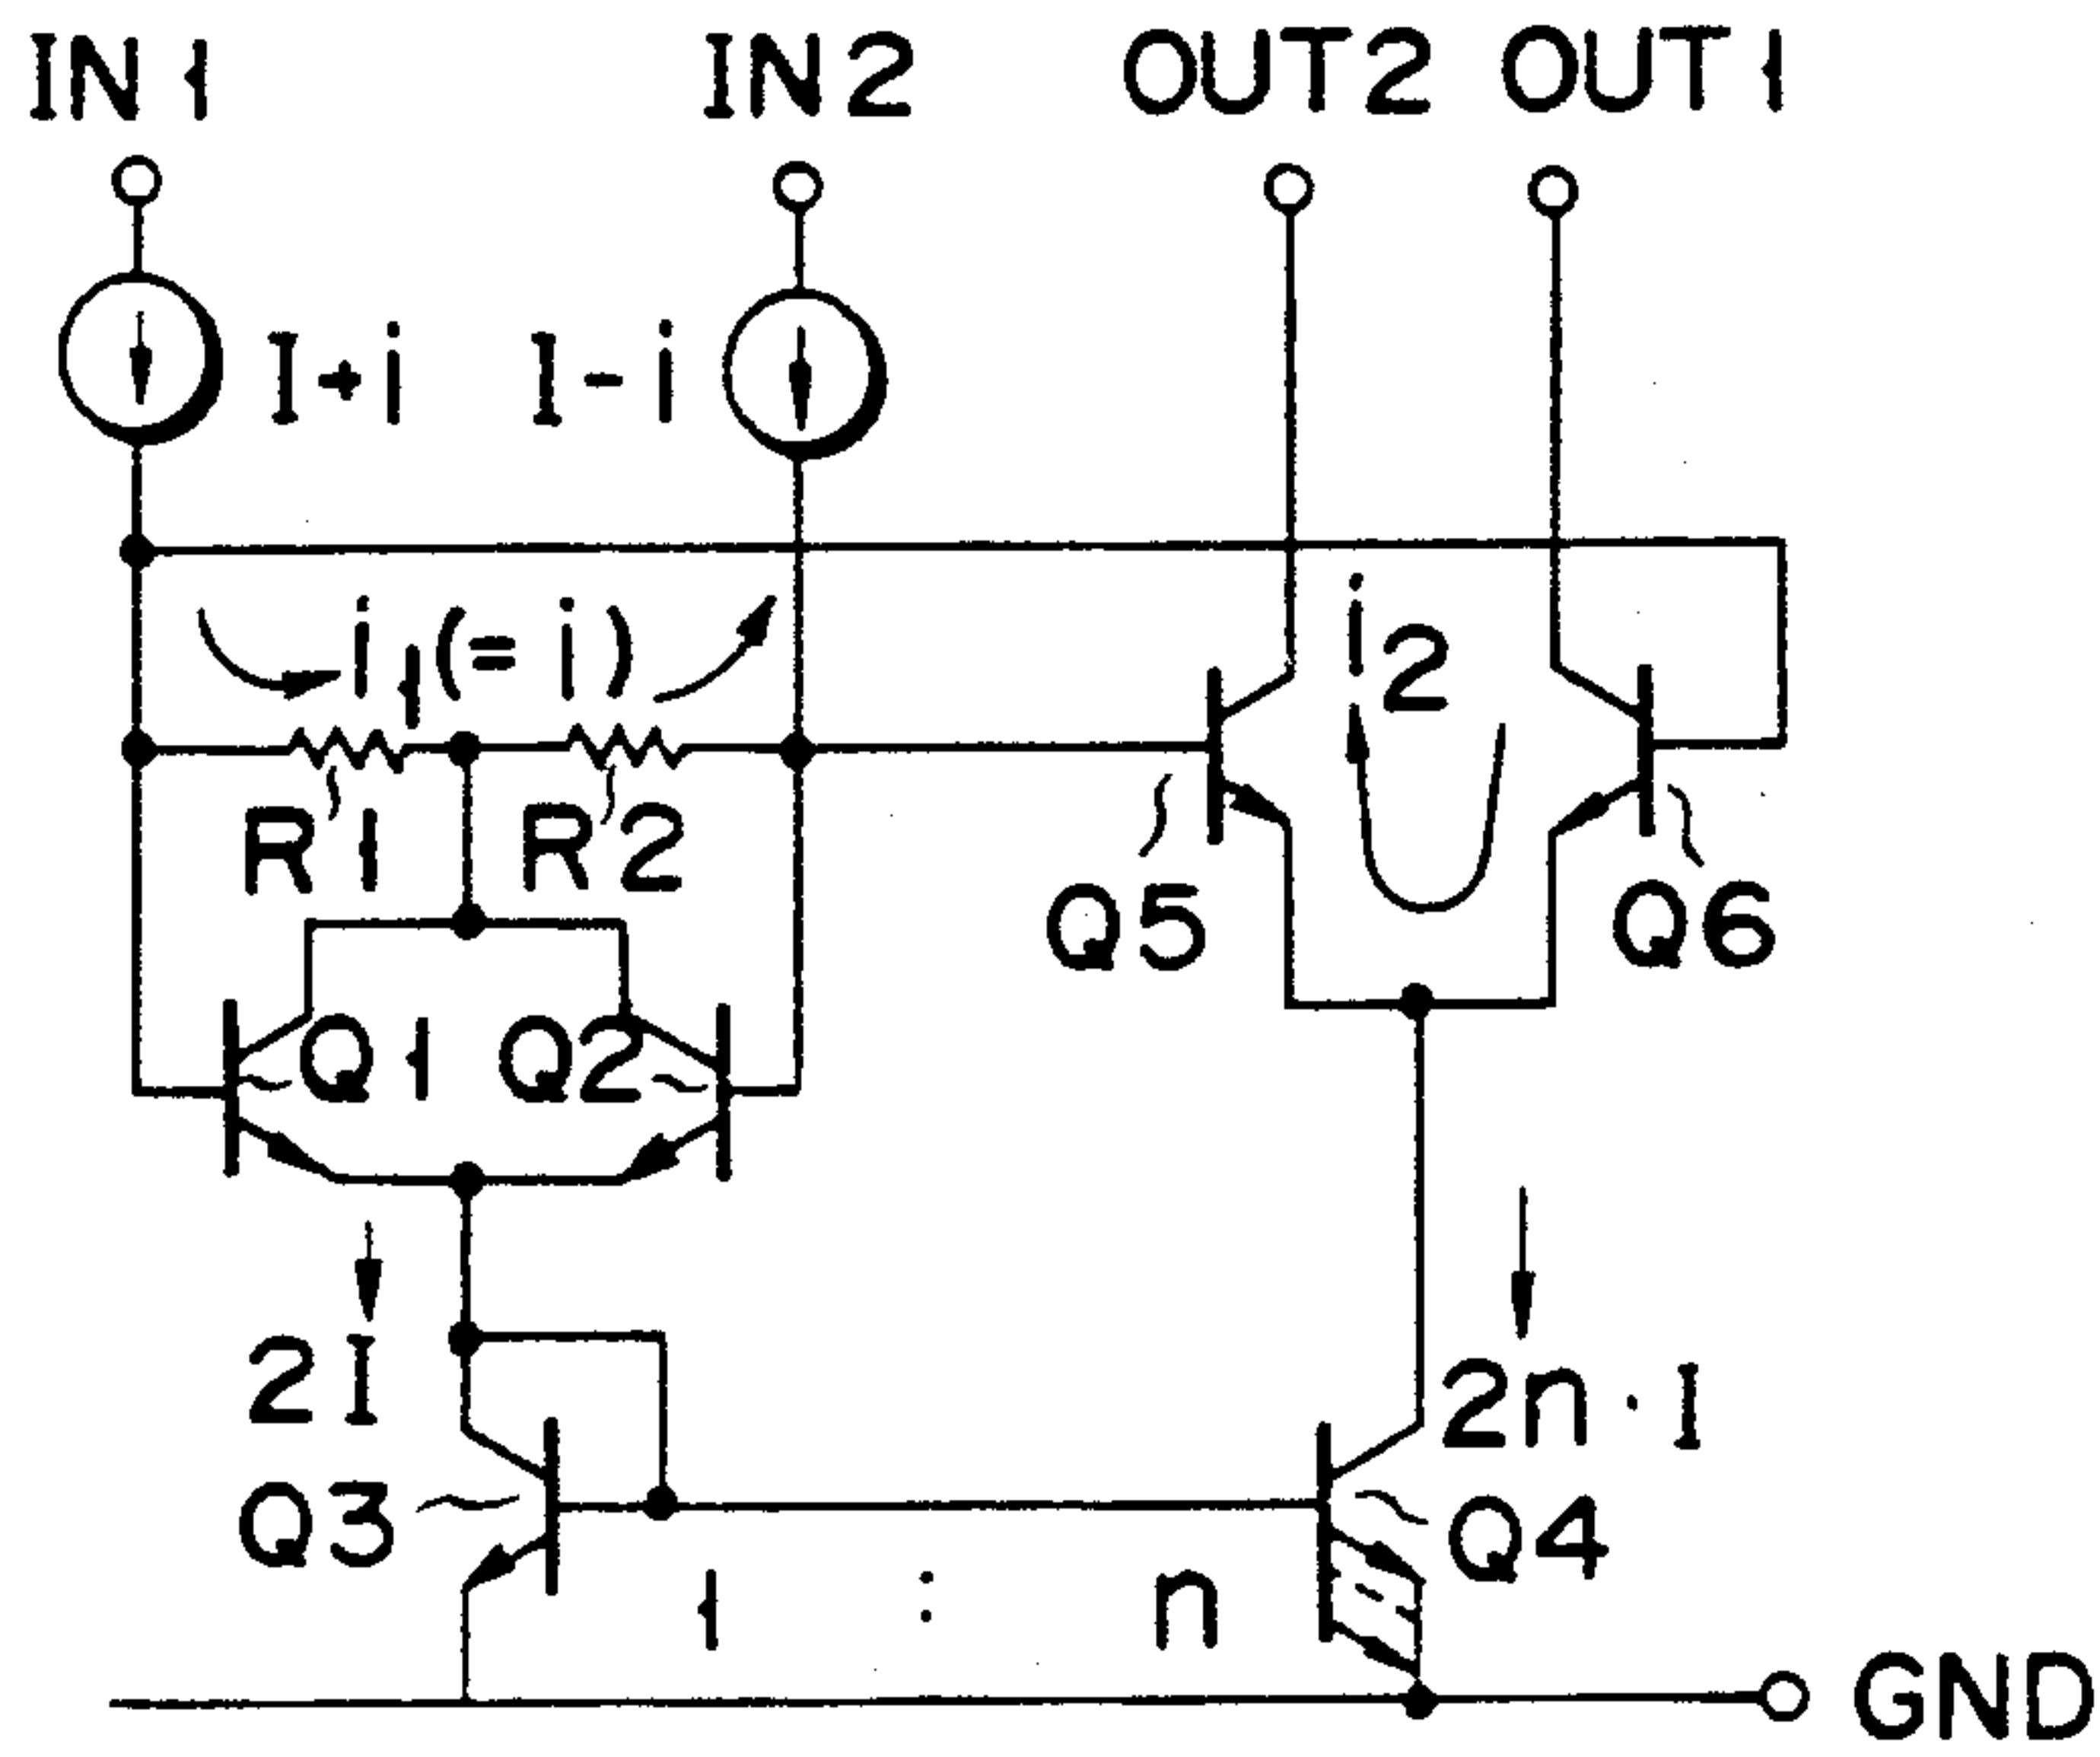 IN1 IN2 OUT2 OUT1
I+i I-i
i1(=i) i2
R1 R2
Q5 Q6
Q1 Q2
2I 2n·I
Q3 Q4
1 : n
GND